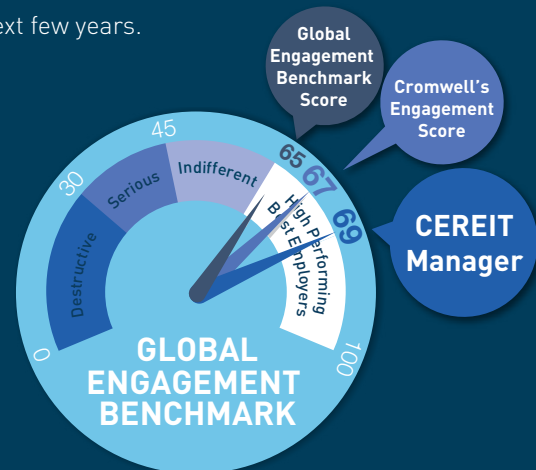 ext few years.
Global
Engagement
Benchmark
Score
Cromwell's
Engagement
Score
CEREIT
Manager
0
30
45
65
67
69
100
Destructive
Serious
Indifferent
High Performing
Best Employers
GLOBAL
ENGAGEMENT
BENCHMARK